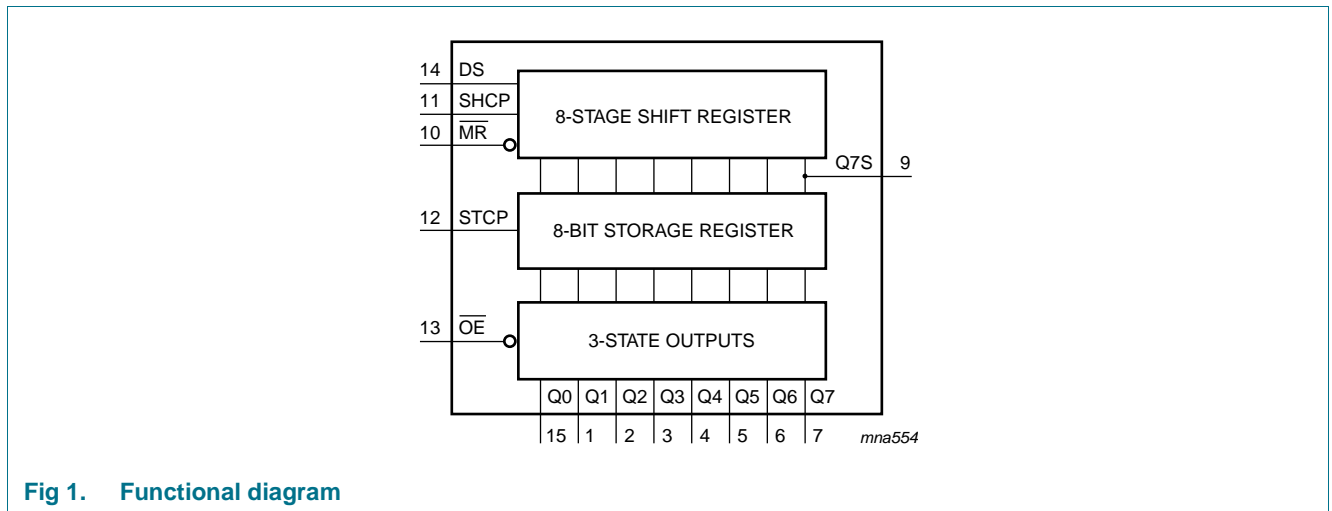 14 DS
11 SHCP
10 MR
8-STAGE SHIFT REGISTER
Q7S 9
12 STCP
8-BIT STORAGE REGISTER
13 OE
3-STATE OUTPUTS
Q0 Q1 Q2 Q3 Q4 Q5 Q6 Q7
15 1 2 3 4 5 6 7
mna554
Fig 1. Functional diagram